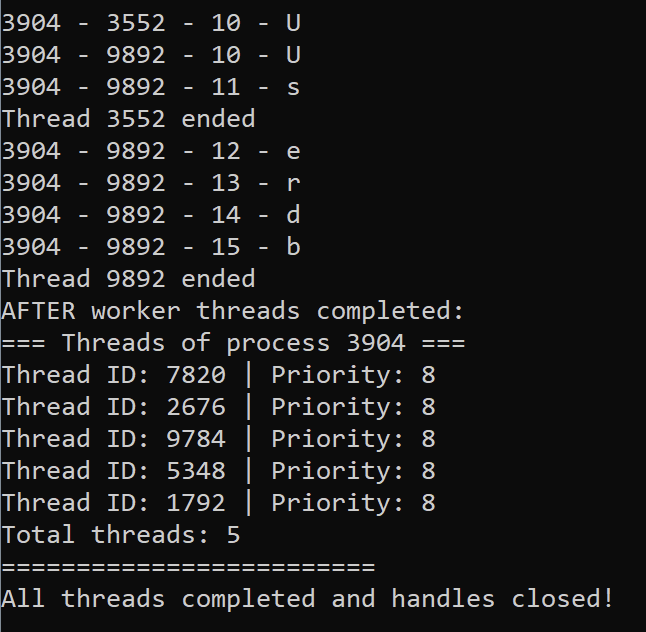 3904 - 3552 - 10 - U
3904 - 9892 - 10 - U
3904 - 9892 - 11 - s
Thread 3552 ended
3904 - 9892 - 12 - e
3904 - 9892 - 13 - r
3904 - 9892 - 14 - d
3904 - 9892 - 15 - b
Thread 9892 ended
AFTER worker threads completed:
=== Threads of process 3904 ===
Thread ID: 7820 | Priority: 8
Thread ID: 2676 | Priority: 8
Thread ID: 9784 | Priority: 8
Thread ID: 5348 | Priority: 8
Thread ID: 1792 | Priority: 8
Total threads: 5
=========================
All threads completed and handles closed!